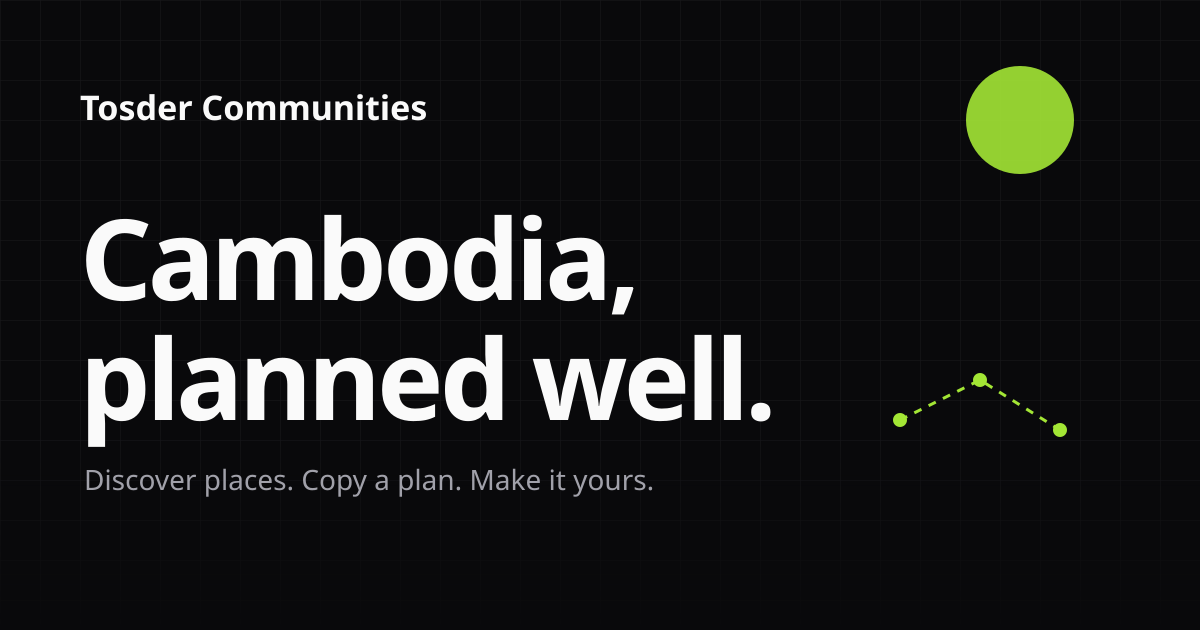 Tosder Communities
Cambodia,
planned well.
Discover places. Copy a plan. Make it yours.